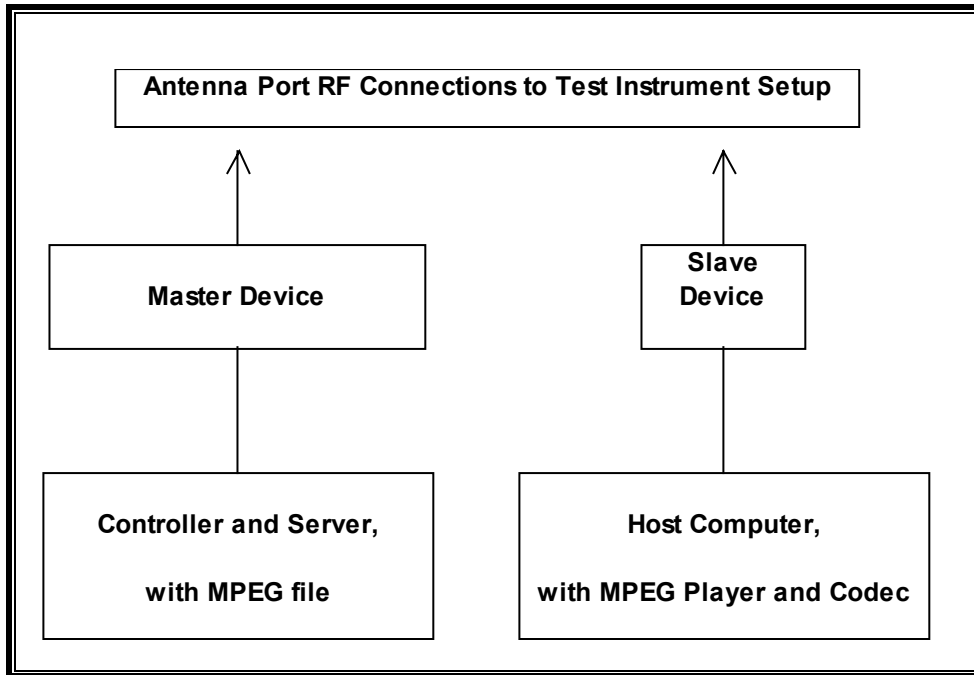 Antenna Port RF Connections to Test Instrument Setup
Master Device
Slave
Device
Controller and Server,
with MPEG file
Host Computer,
with MPEG Player and Codec